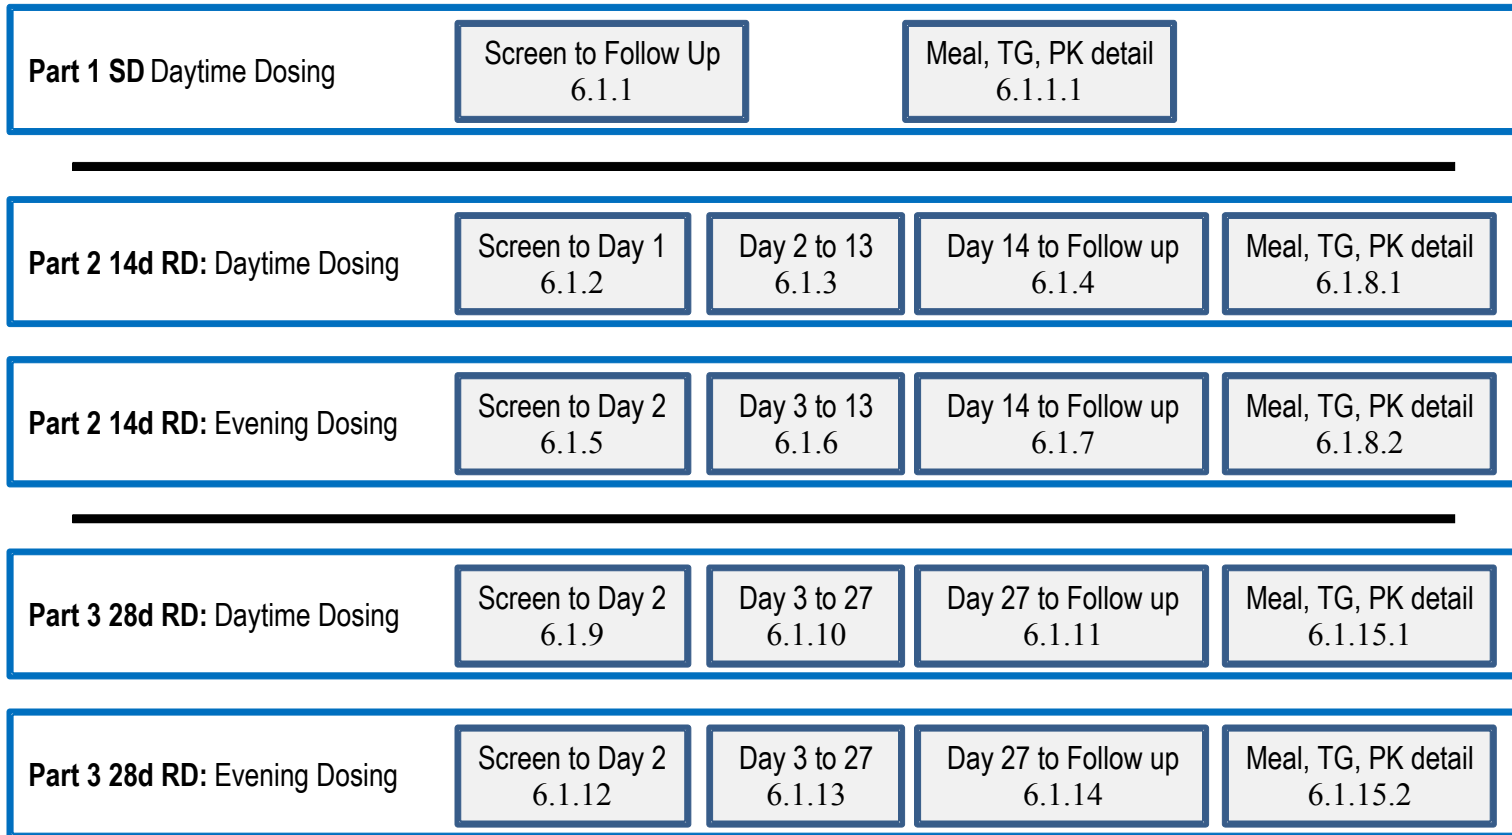 Part 1 SD Daytime Dosing
Screen to Follow Up
6.1.1
Meal, TG, PK detail
6.1.1.1
Part 2 14d RD: Daytime Dosing
Screen to Day 1
6.1.2
Day 2 to 13
6.1.3
Day 14 to Follow up
6.1.4
Meal, TG, PK detail
6.1.8.1
Part 2 14d RD: Evening Dosing
Screen to Day 2
6.1.5
Day 3 to 13
6.1.6
Day 14 to Follow up
6.1.7
Meal, TG, PK detail
6.1.8.2
Part 3 28d RD: Daytime Dosing
Screen to Day 2
6.1.9
Day 3 to 27
6.1.10
Day 27 to Follow up
6.1.11
Meal, TG, PK detail
6.1.15.1
Part 3 28d RD: Evening Dosing
Screen to Day 2
6.1.12
Day 3 to 27
6.1.13
Day 27 to Follow up
6.1.14
Meal, TG, PK detail
6.1.15.2